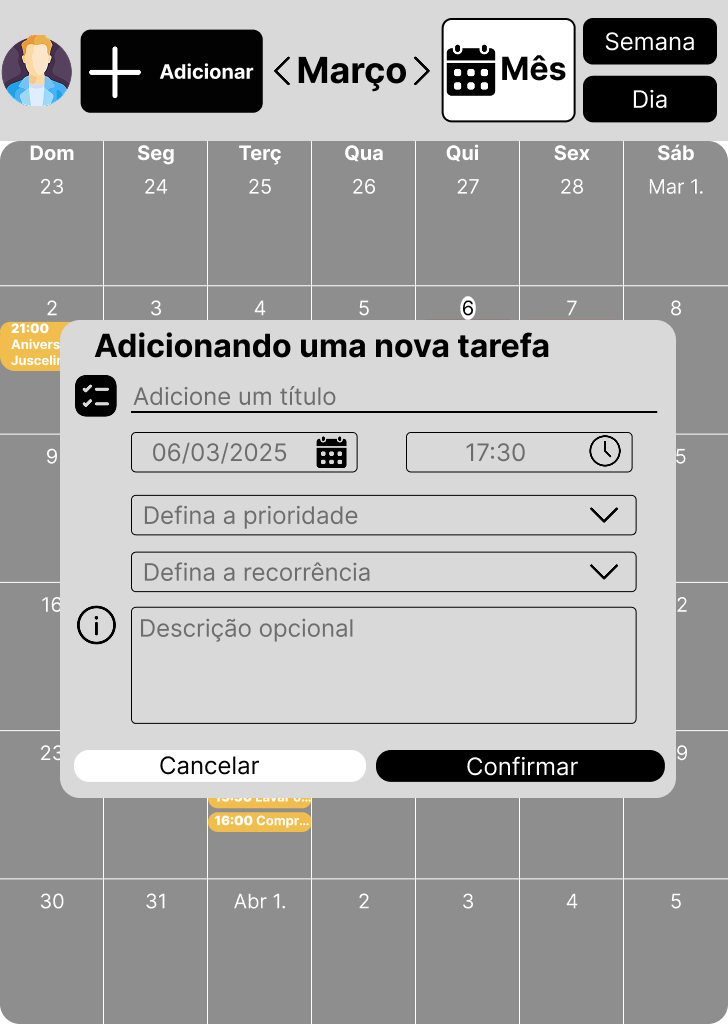 Adicionar
Março
Mês
Semana
Dia
Dom Seg Terç Qua Qui Sex Sáb
23 24 25 26 27 28 Mar 1.
2 3 4 5 6 7 8
21:00
Anivers
Juscelin
Adicionando uma nova tarefa
Adicione um título
06/03/2025 17:30
9 5
Defina a prioridade
Defina a recorrência
16 2
Descrição opcional
23 9
Cancelar Confirmar
16:00 Compr...
30 31 Abr 1. 2 3 4 5